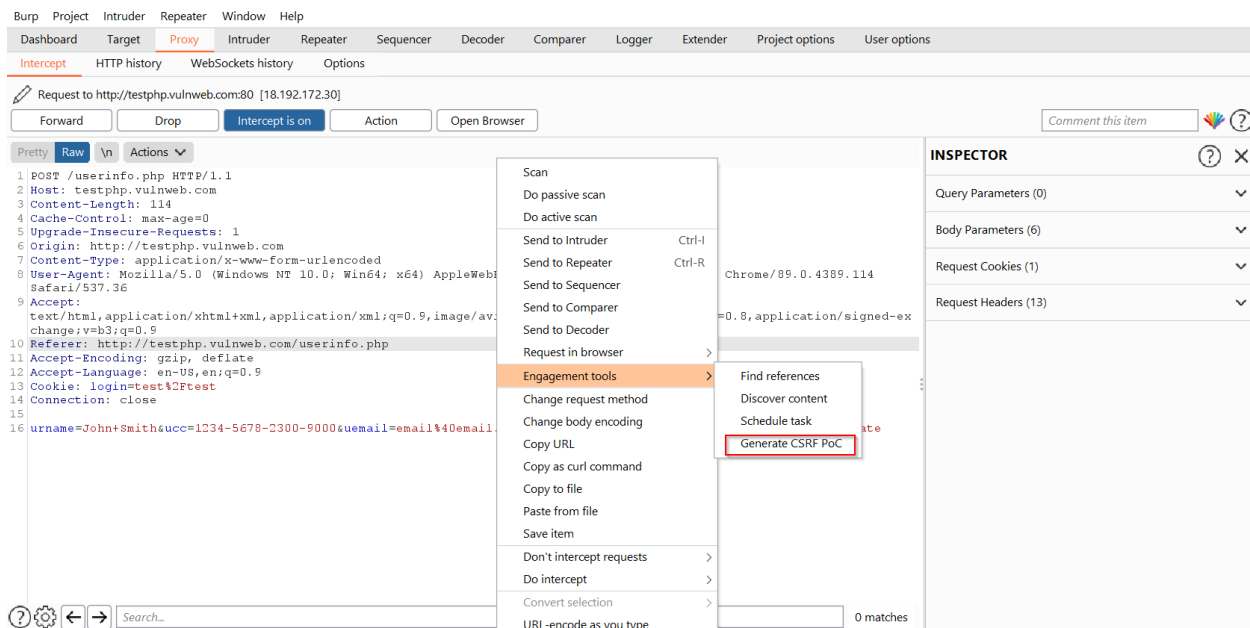 Burp Project Intruder Repeater Window Help
Dashboard Target Proxy Intruder Repeater Sequencer Decoder Comparer Logger Extender Project options User options
Intercept HTTP history WebSockets history Options
Request to http://testphp.vulnweb.com:80 [18.192.172.30]
Forward Drop Intercept is on Action Open Browser Comment this item
Pretty Raw \n Actions
1 POST /userinfo.php HTTP/1.1
2 Host: testphp.vulnweb.com
3 Content-Length: 114
4 Cache-Control: max-age=0
5 Upgrade-Insecure-Requests: 1
6 Origin: http://testphp.vulnweb.com
7 Content-Type: application/x-www-form-urlencoded
8 User-Agent: Mozilla/5.0 (Windows NT 10.0; Win64; x64) AppleWebK Chrome/89.0.4389.114
Safari/537.36
9 Accept:
text/html,application/xhtml+xml,application/xml;q=0.9,image/avi =0.8,application/signed-ex
change;v=b3;q=0.9
10 Referer: http://testphp.vulnweb.com/userinfo.php
11 Accept-Encoding: gzip, deflate
12 Accept-Language: en-US,en;q=0.9
13 Cookie: login=test%2Ftest
14 Connection: close
15
16 urname=John+Smith&ucc=1234-5678-2300-9000&uemail=email%40email. ate
Scan
Do passive scan
Do active scan
Send to Intruder Ctrl-I
Send to Repeater Ctrl-R
Send to Sequencer
Send to Comparer
Send to Decoder
Request in browser
Engagement tools
Change request method
Change body encoding
Copy URL
Copy as curl command
Copy to file
Paste from file
Save item
Don't intercept requests
Do intercept
Convert selection
URL-encode as you type
Find references
Discover content
Schedule task
Generate CSRF PoC
INSPECTOR
Query Parameters (0)
Body Parameters (6)
Request Cookies (1)
Request Headers (13)
Search...
0 matches